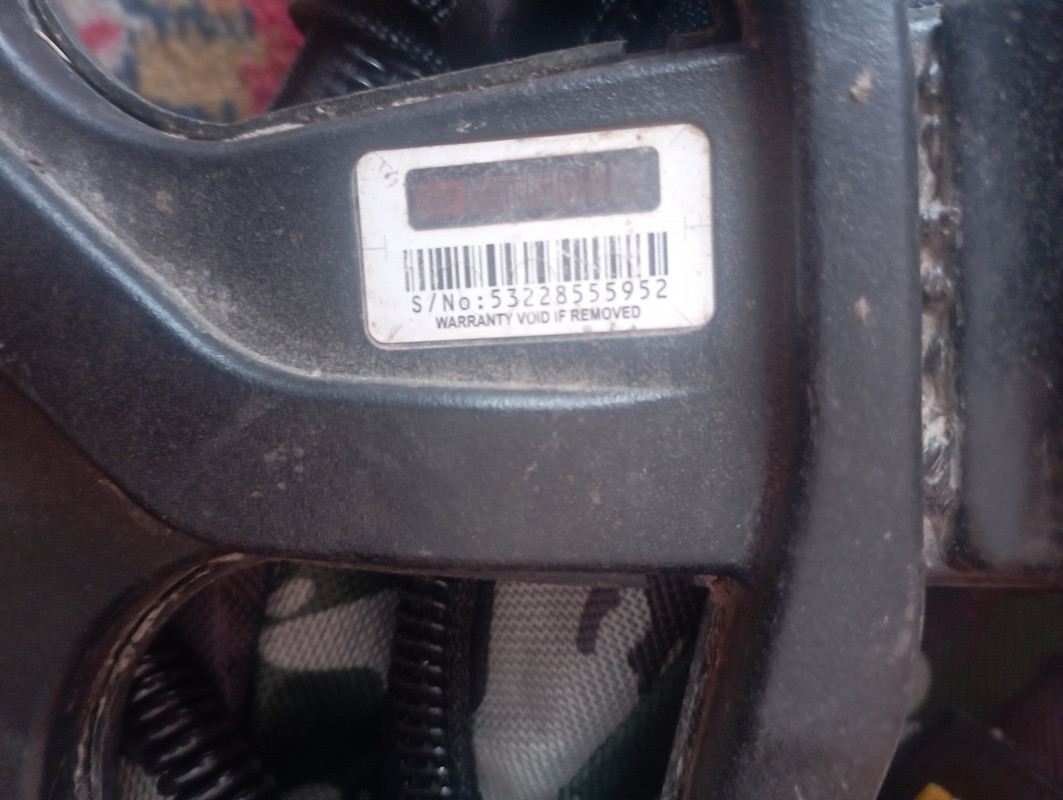 S/No:53228555952
WARRANTY VOID IF REMOVED